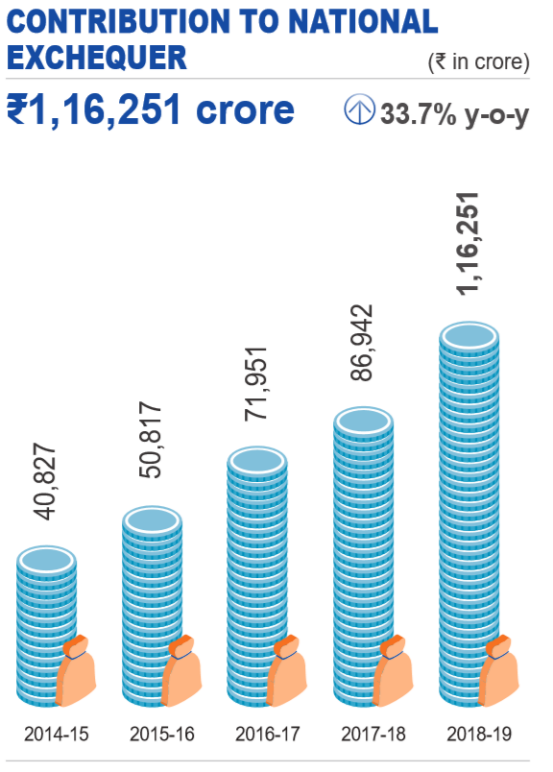 CONTRIBUTION TO NATIONAL
EXCHEQUER
(₹ in crore)
₹1,16,251 crore
33.7% y-o-y
40,827
50,817
71,951
86,942
1,16,251
2014-15
2015-16
2016-17
2017-18
2018-19